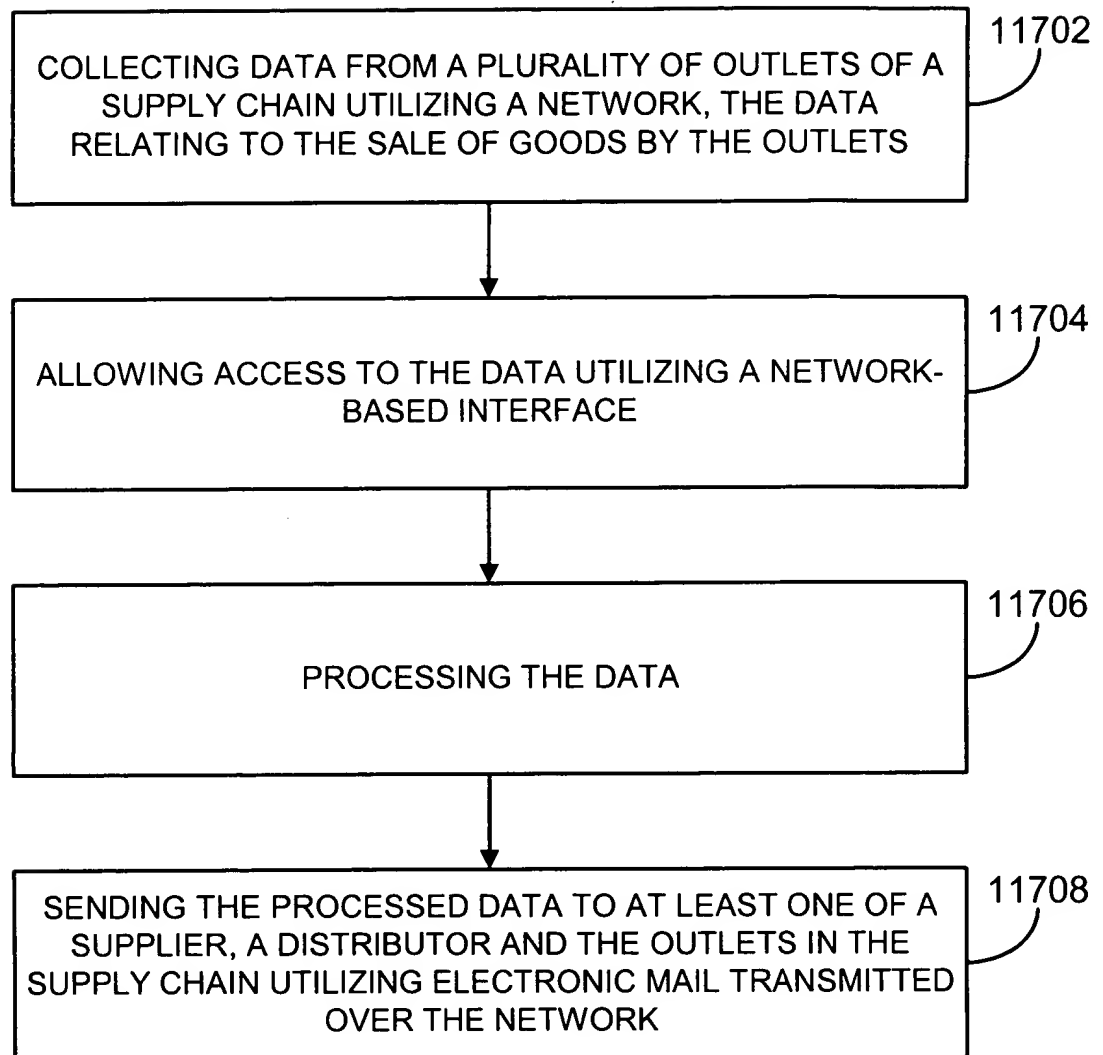 11702
COLLECTING DATA FROM A PLURALITY OF OUTLETS OF A
SUPPLY CHAIN UTILIZING A NETWORK, THE DATA
RELATING TO THE SALE OF GOODS BY THE OUTLETS
11704
ALLOWING ACCESS TO THE DATA UTILIZING A NETWORK-
BASED INTERFACE
11706
PROCESSING THE DATA
11708
SENDING THE PROCESSED DATA TO AT LEAST ONE OF A
SUPPLIER, A DISTRIBUTOR AND THE OUTLETS IN THE
SUPPLY CHAIN UTILIZING ELECTRONIC MAIL TRANSMITTED
OVER THE NETWORK